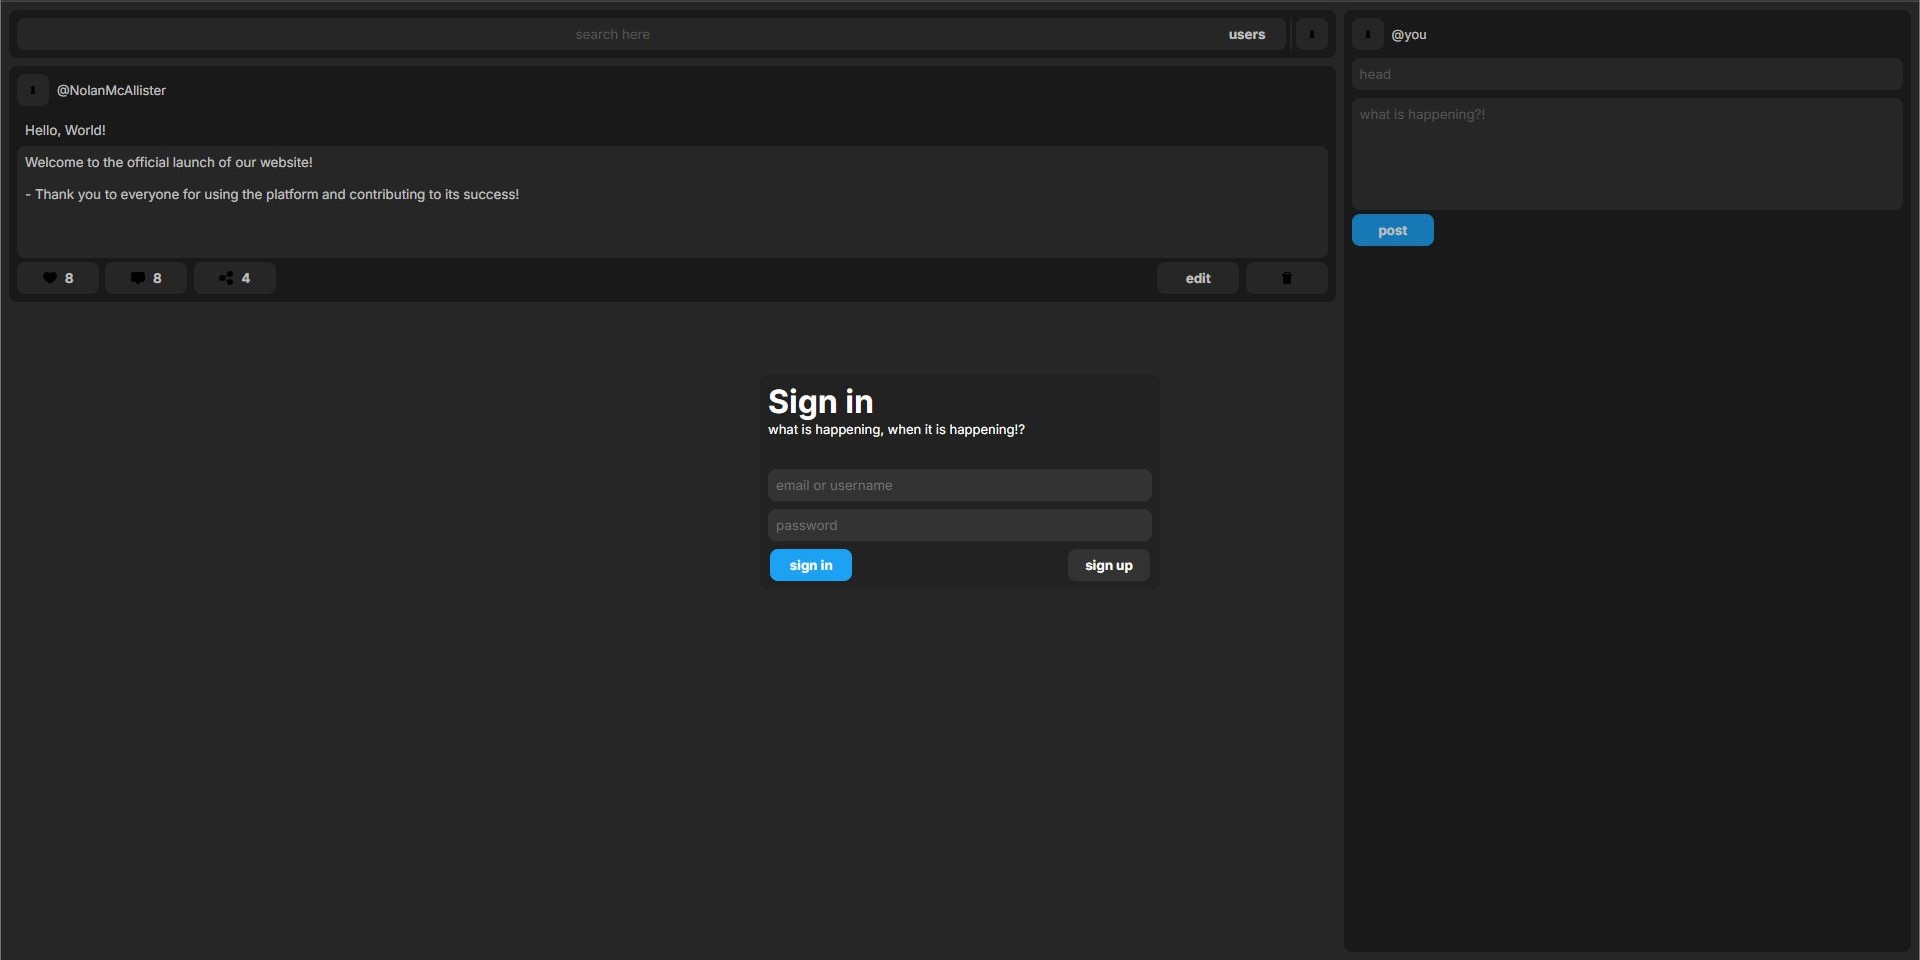 search here
users
@NolanMcAllister
Hello, World!
Welcome to the official launch of our website!
- Thank you to everyone for using the platform and contributing to its success!
8
8
4
edit
@you
head
what is happening?!
post
Sign in
what is happening, when it is happening!?
email or username
password
sign in
sign up